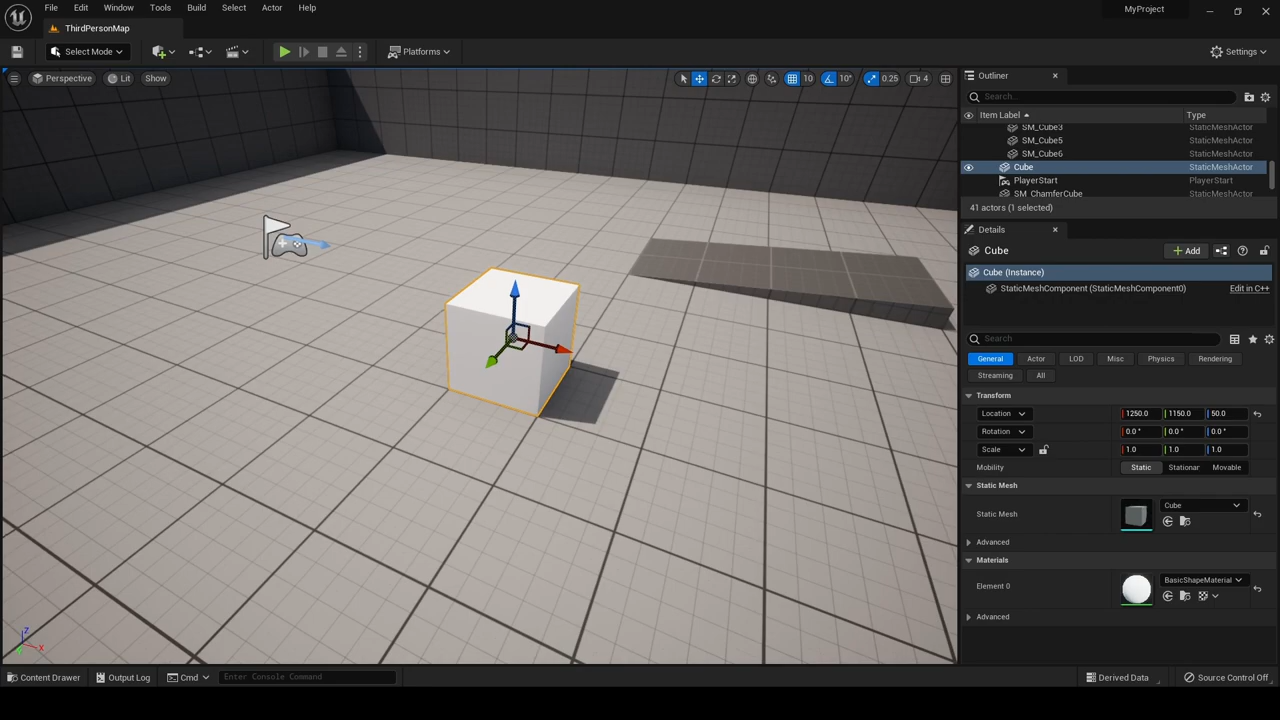 File Edit Window Tools Build Select Actor Help
MyProject
ThirdPersonMap
Select Mode
Platforms
Settings
Perspective Lit Show
10 10° 0.25 4
Outliner
Search...
Item Label Type
SM_Cube3 StaticMeshActor
SM_Cube5 StaticMeshActor
SM_Cube6 StaticMeshActor
Cube StaticMeshActor
PlayerStart PlayerStart
SM_ChamferCube StaticMeshActor
41 actors (1 selected)
Details
Cube
Add
Cube (Instance)
StaticMeshComponent (StaticMeshComponent0) Edit in C++
Search
General Actor LOD Misc Physics Rendering
Streaming All
Transform
Location 1250.0 1150.0 50.0
Rotation 0.0 ° 0.0 ° 0.0 °
Scale 1.0 1.0 1.0
Mobility Static Stationar Movable
Static Mesh
Static Mesh Cube
Advanced
Materials
Element 0 BasicShapeMaterial
Advanced
Z
X
Content Drawer Output Log Cmd Enter Console Command Derived Data Source Control Off